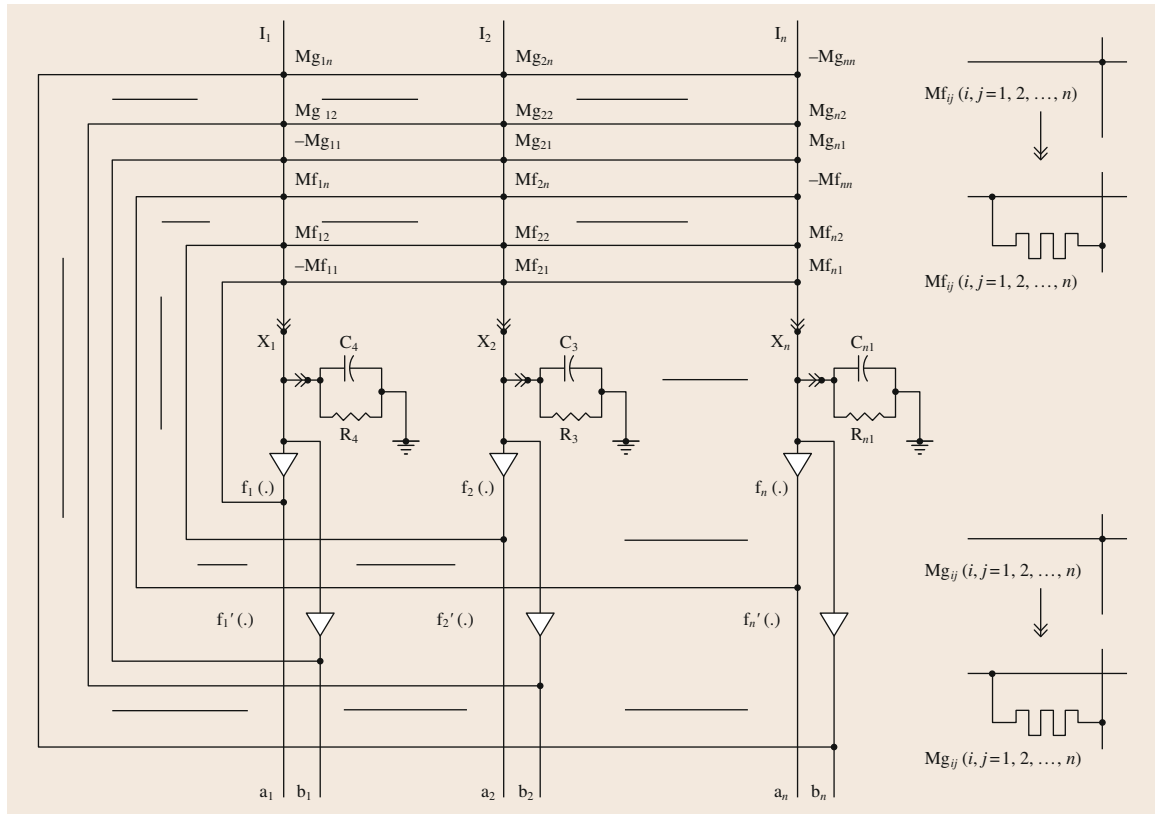 I₁ I₂ Iₙ
Mg₁ₙ Mg₂ₙ –Mgₙₙ
Mfᵢⱼ (i, j=1, 2, …, n)
Mg ₁₂ Mg₂₂ Mgₙ₂
–Mg₁₁ Mg₂₁ Mgₙ₁
Mf₁ₙ Mf₂ₙ –Mfₙₙ
Mf₁₂ Mf₂₂ Mfₙ₂
–Mf₁₁ Mf₂₁ Mfₙ₁
Mfᵢⱼ (i, j=1, 2, …, n)
X₁ C₄ X₂ C₃ Xₙ Cₙ₁
R₄ R₃ Rₙ₁
f₁ (.) f₂ (.) fₙ (.)
Mgᵢⱼ (i, j=1, 2, …, n)
f₁′ (.) f₂′ (.) fₙ′ (.)
Mgᵢⱼ (i, j=1, 2, …, n)
a₁ b₁ a₂ b₂ aₙ bₙ